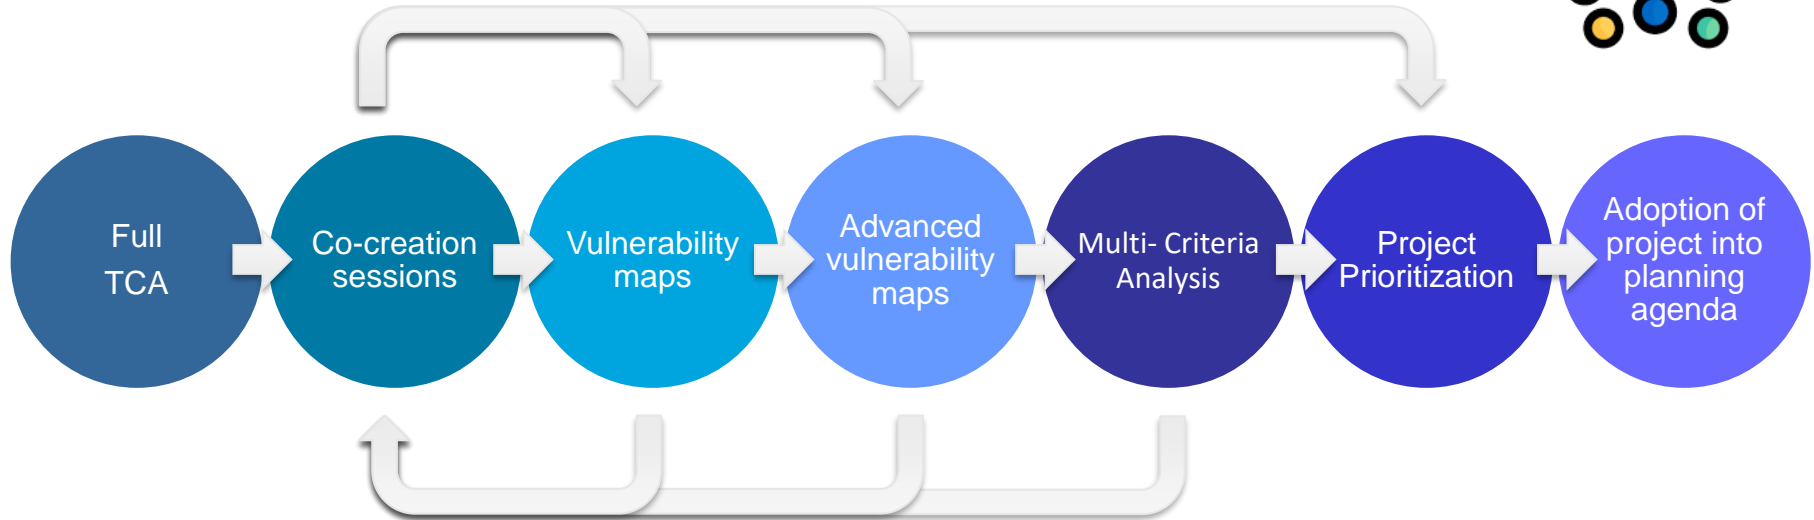 Full
TCA
Co-creation
sessions
Vulnerability
maps
Advanced
vulnerability
maps
Multi- Criteria
Analysis
Project
Prioritization
Adoption of
project into
planning
agenda